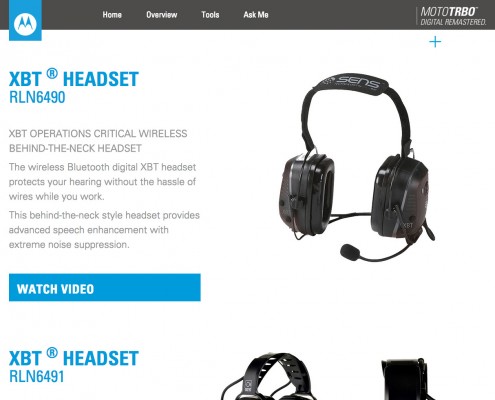 Home Overview Tools Ask Me
MOTOTRBO™
DIGITAL REMASTERED.
XBT ® HEADSET
RLN6490
XBT OPERATIONS CRITICAL WIRELESS
BEHIND-THE-NECK HEADSET
The wireless Bluetooth digital XBT headset
protects your hearing without the hassle of
wires while you work.
This behind-the-neck style headset provides
advanced speech enhancement with
extreme noise suppression.
SENS
XBT
WATCH VIDEO
XBT ® HEADSET
RLN6491